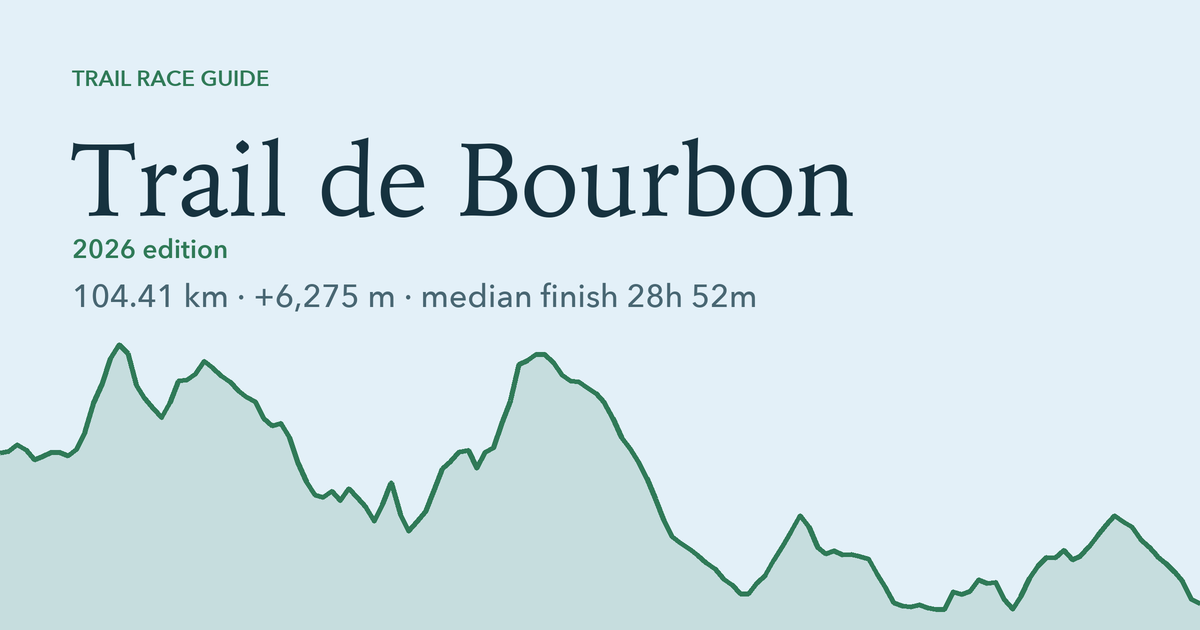 TRAIL RACE GUIDE
Trail de Bourbon
2026 edition
104.41 km · +6,275 m · median finish 28h 52m